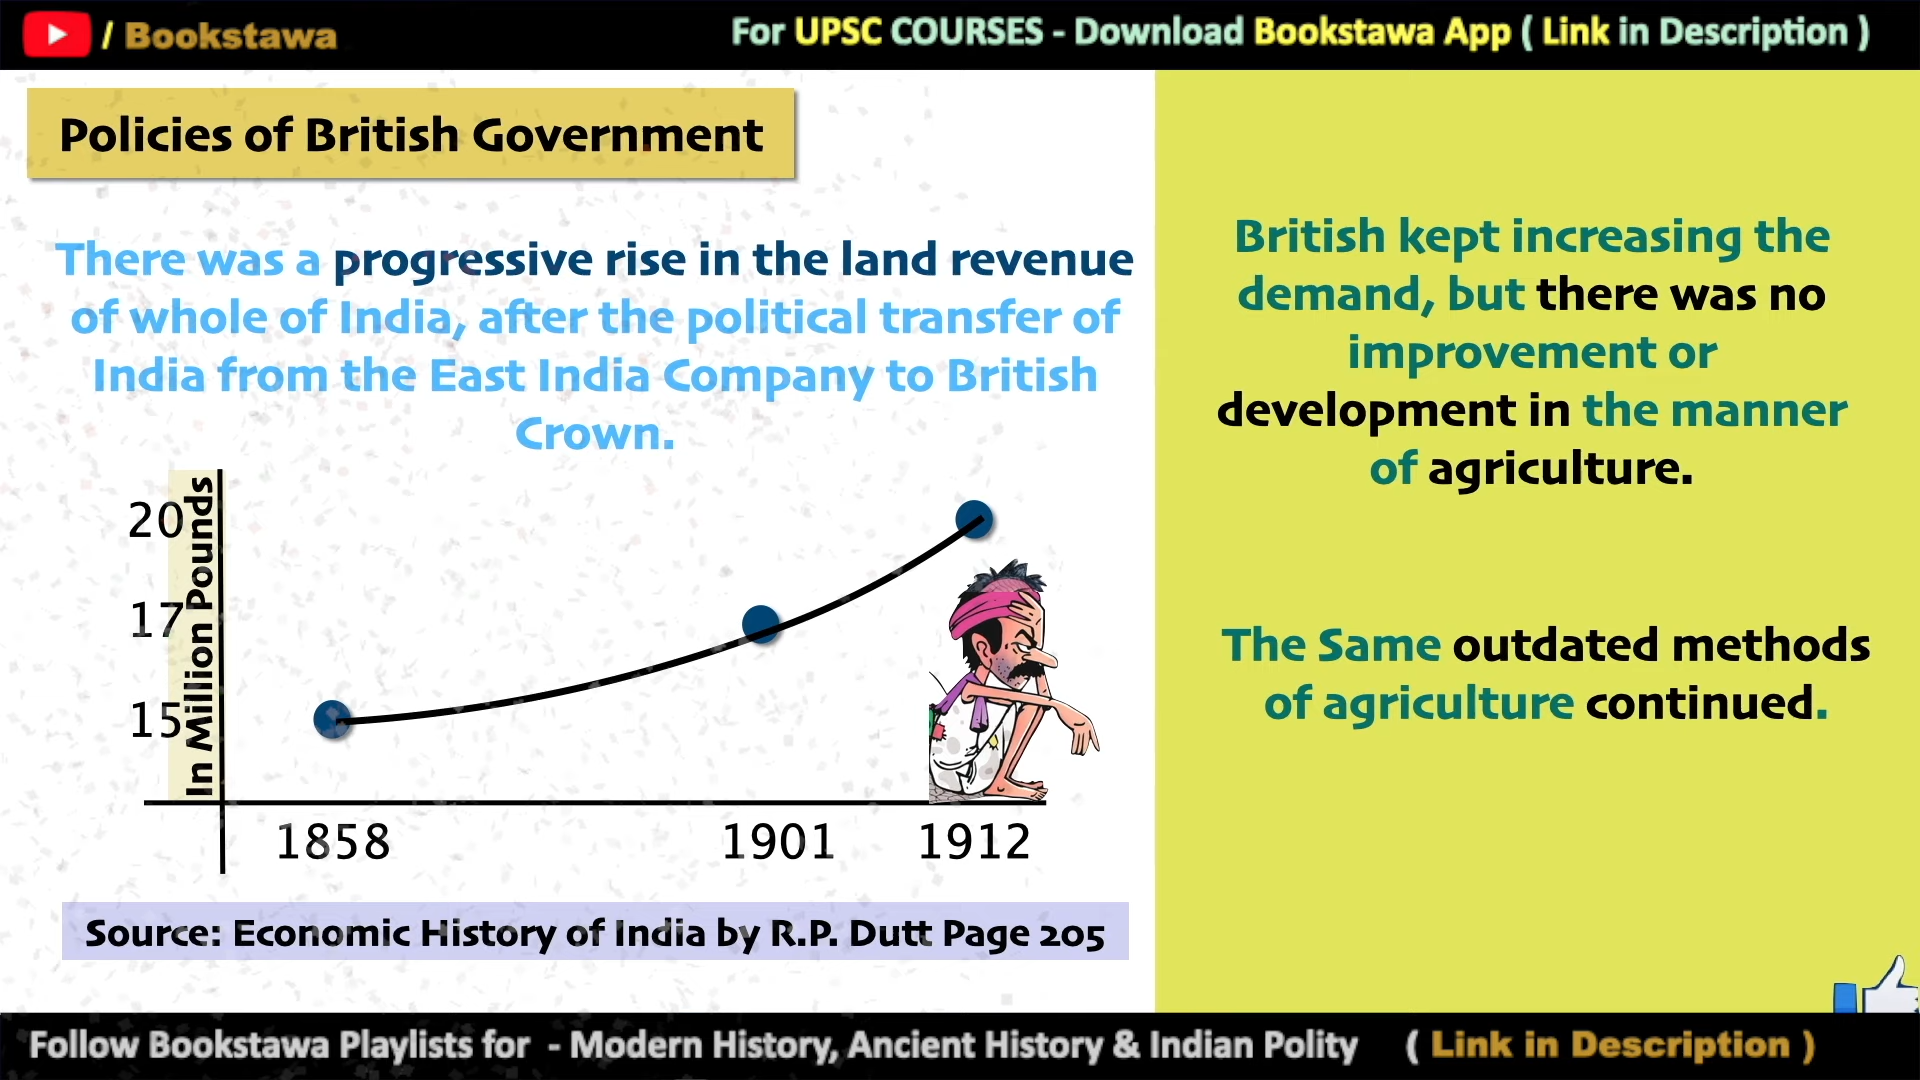 / Bookstawa
For UPSC COURSES - Download Bookstawa App ( Link in Description )
Policies of British Government
There was a progressive rise in the land revenue
of whole of India, after the political transfer of
India from the East India Company to British
Crown.
20
17
15
In Million Pounds
1858
1901
1912
Source: Economic History of India by R.P. Dutt Page 205
British kept increasing the
demand, but there was no
improvement or
development in the manner
of agriculture.
The Same outdated methods
of agriculture continued.
Follow Bookstawa Playlists for - Modern History, Ancient History & Indian Polity ( Link in Description )